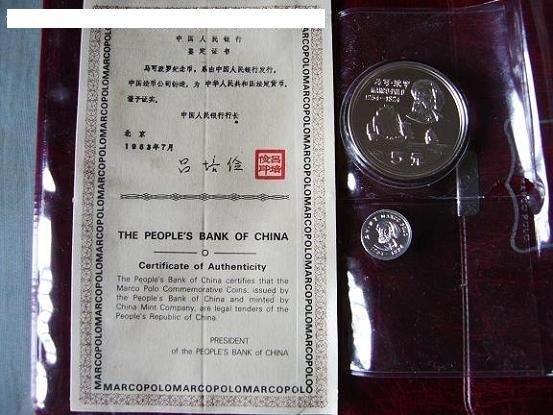 中国人民银行
鉴定证书
马可波罗纪念币，系由中国人民银行发行，
中国造币公司制造，为中华人民共和国法定货币，
谨予证实。
中国人民银行行长
北京
1983年7月
吕培俭
THE PEOPLE'S BANK OF CHINA
Certificate of Authenticity
The People's Bank of China certifies that the
Marco Polo Commemorative Coins, issued by
the People's Bank of China and minted by
China Mint Company, are legal tenders of the
People's Republic of China.
PRESIDENT
of the PEOPLE'S BANK OF CHINA
MARCOPOLOMARCOPOLOMARCOPOLOMARCOPOLO
马可·波罗
MARCO POLO
1254-1324
5元
MARCO POLO